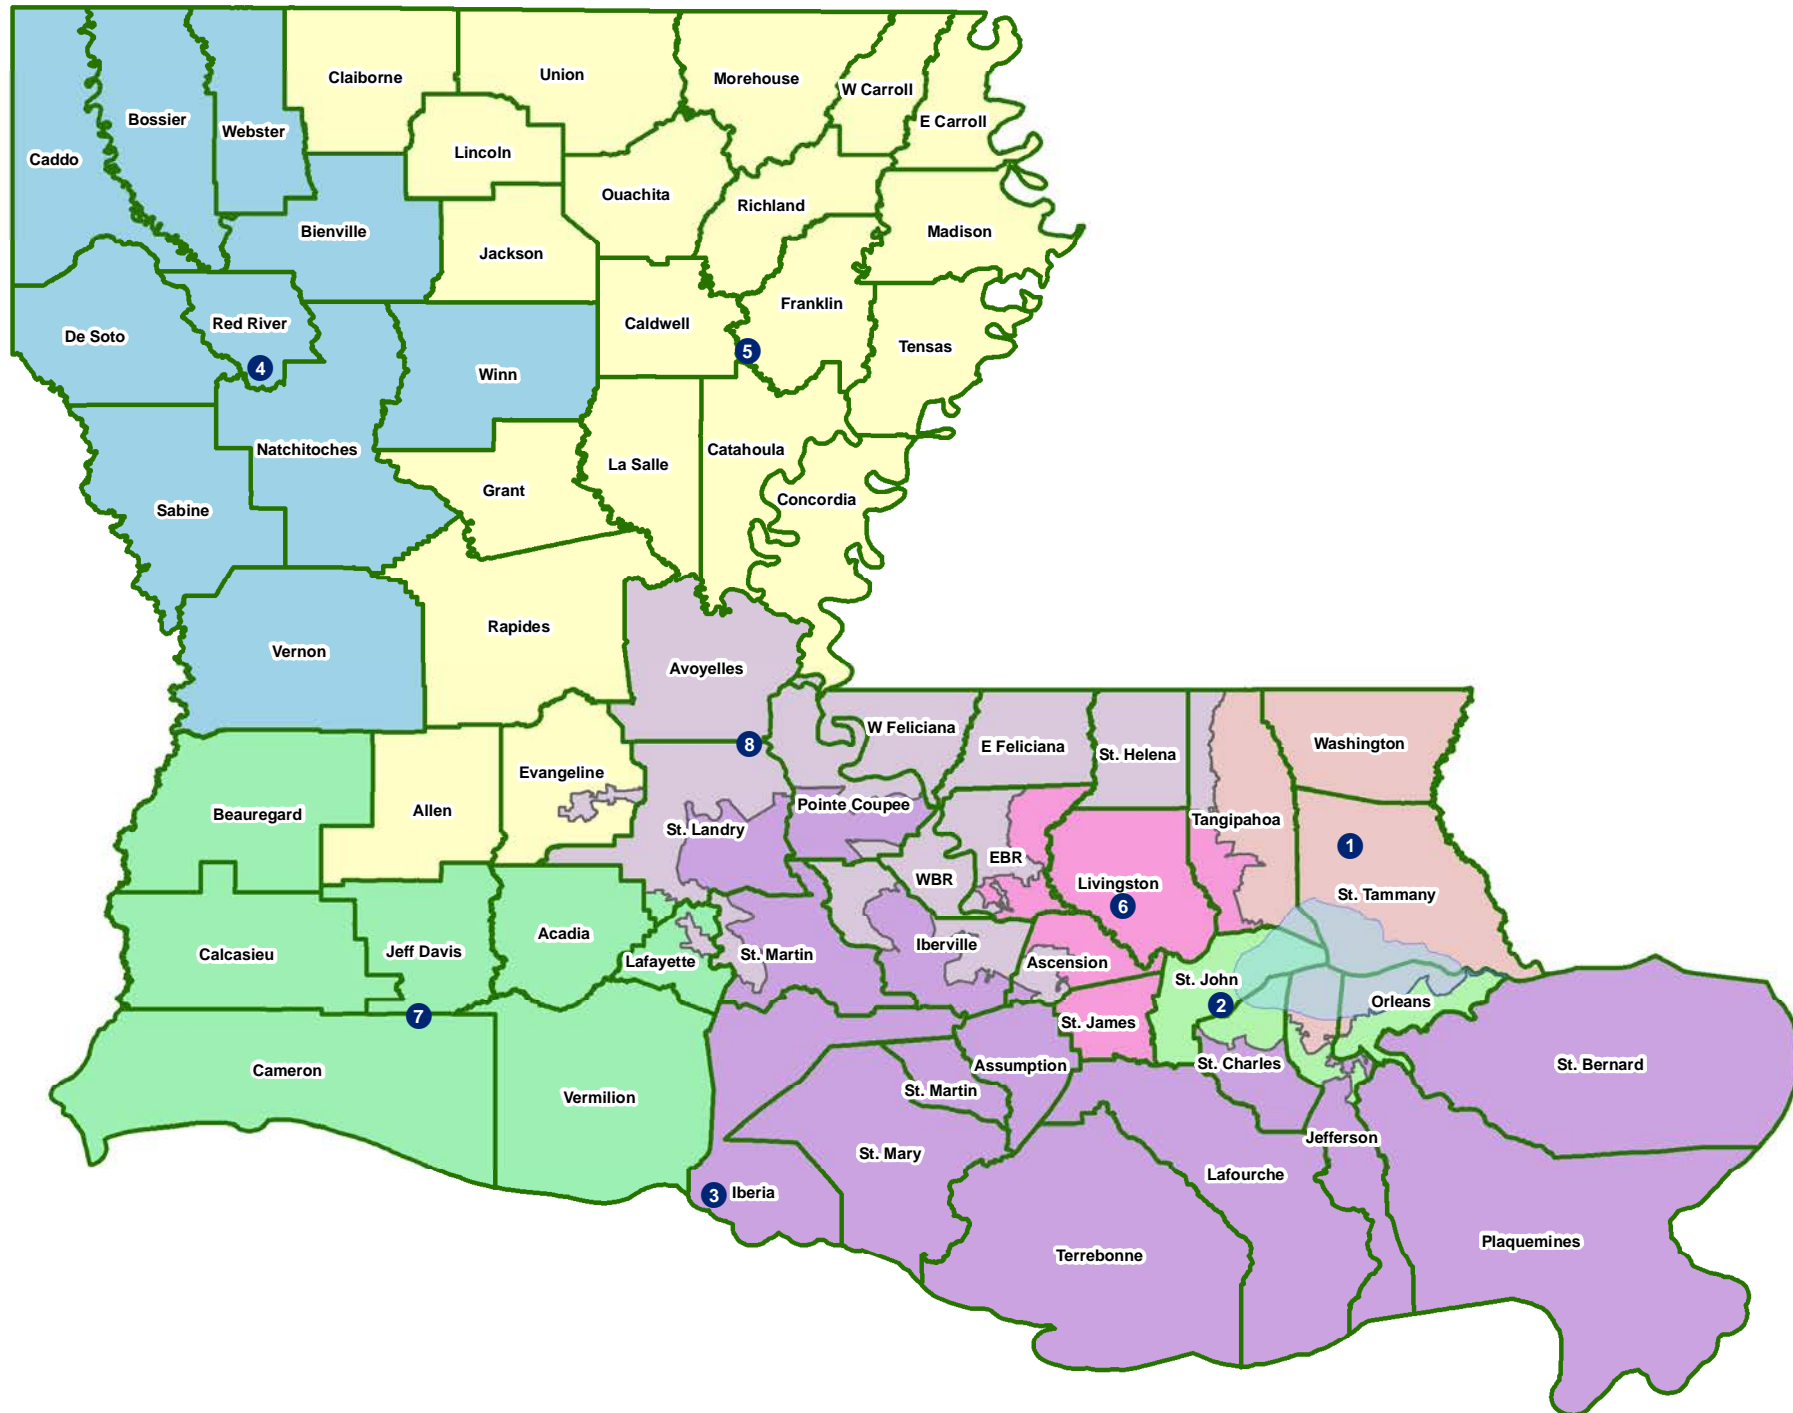 Claiborne
Union
Morehouse
W Carroll
E Carroll
Bossier
Webster
Caddo
Lincoln
Ouachita
Richland
Bienville
Madison
Jackson
Franklin
Red River
Caldwell
De Soto
Tensas
5
4
Winn
Natchitoches
Catahoula
La Salle
Grant
Concordia
Sabine
Rapides
Vernon
Avoyelles
W Feliciana
8
E Feliciana
St. Helena
Washington
Evangeline
Pointe Coupee
Allen
Beauregard
Tangipahoa
St. Landry
1
EBR
WBR
Livingston
St. Tammany
6
Acadia
Iberville
Jeff Davis
Calcasieu
St. Martin
Lafayette
Ascension
St. John
Orleans
2
7
St. James
St. Charles
St. Bernard
Assumption
Cameron
St. Martin
Vermilion
Jefferson
St. Mary
Lafourche
3
Iberia
Plaquemines
Terrebonne